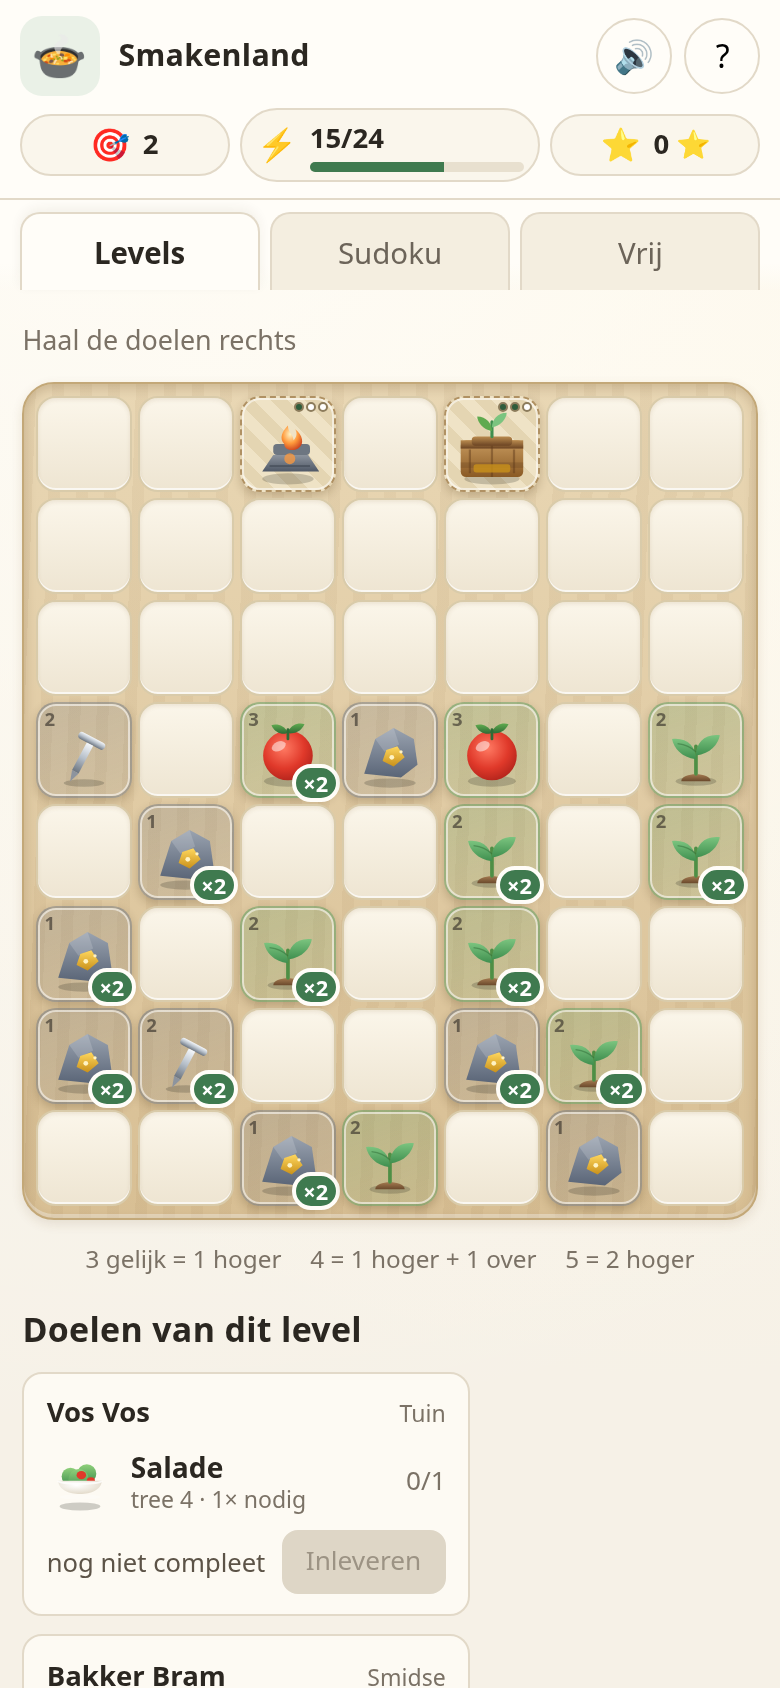 Smakenland
?
2
15/24
0
Levels
Sudoku
Vrij
Haal de doelen rechts
2
3
×2
1
3
2
1
×2
2
×2
2
×2
1
×2
2
×2
2
×2
1
×2
2
×2
1
×2
2
×2
1
×2
2
1
3 gelijk = 1 hoger
4 = 1 hoger + 1 over
5 = 2 hoger
Doelen van dit level
Vos Vos
Tuin
Salade
tree 4 · 1× nodig
0/1
nog niet compleet
Inleveren
Bakker Bram
Smidse